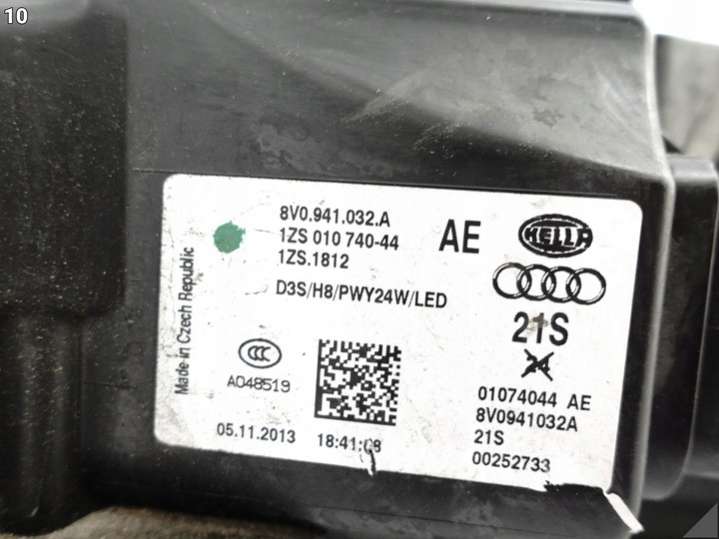 10
8V0.941.032.A
1ZS 010 740-44
1ZS.1812
AE
HELLA
D3S/H8/PWY24W/LED
21S
Made in Czech Republic
CCC
A048519
01074044 AE
8V0941032A
21S
00252733
05.11.2013 18:41:08